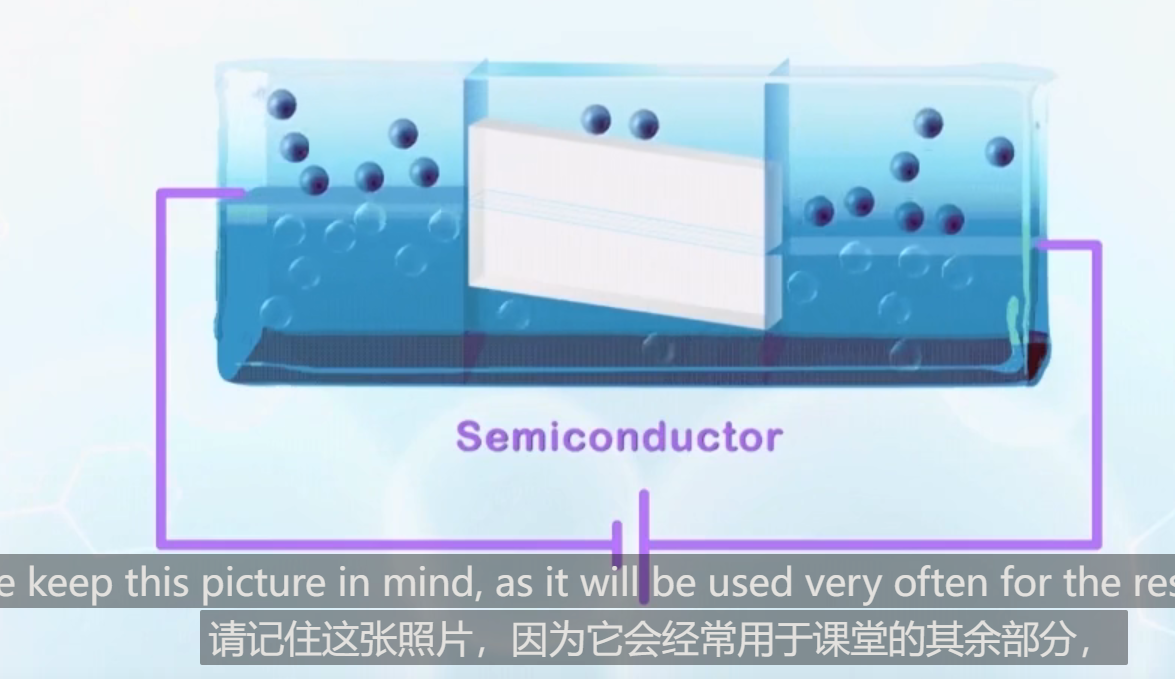 Semiconductor
keep this picture in mind, as it will be used very often for the
请记住这张照片，因为它会经常用于课堂的其余部分，